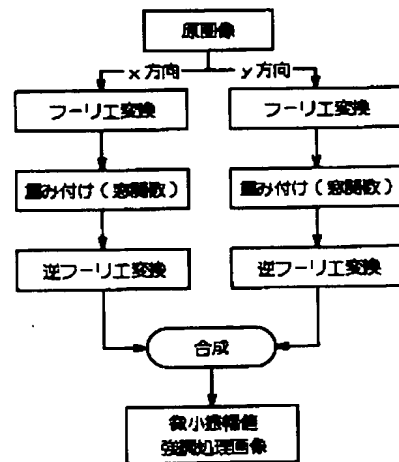 原画像
x方向
y方向
フーリエ変換
フーリエ変換
重み付け（窓関数）
重み付け（窓関数）
逆フーリエ変換
逆フーリエ変換
合成
微小振幅値
強調処理画像